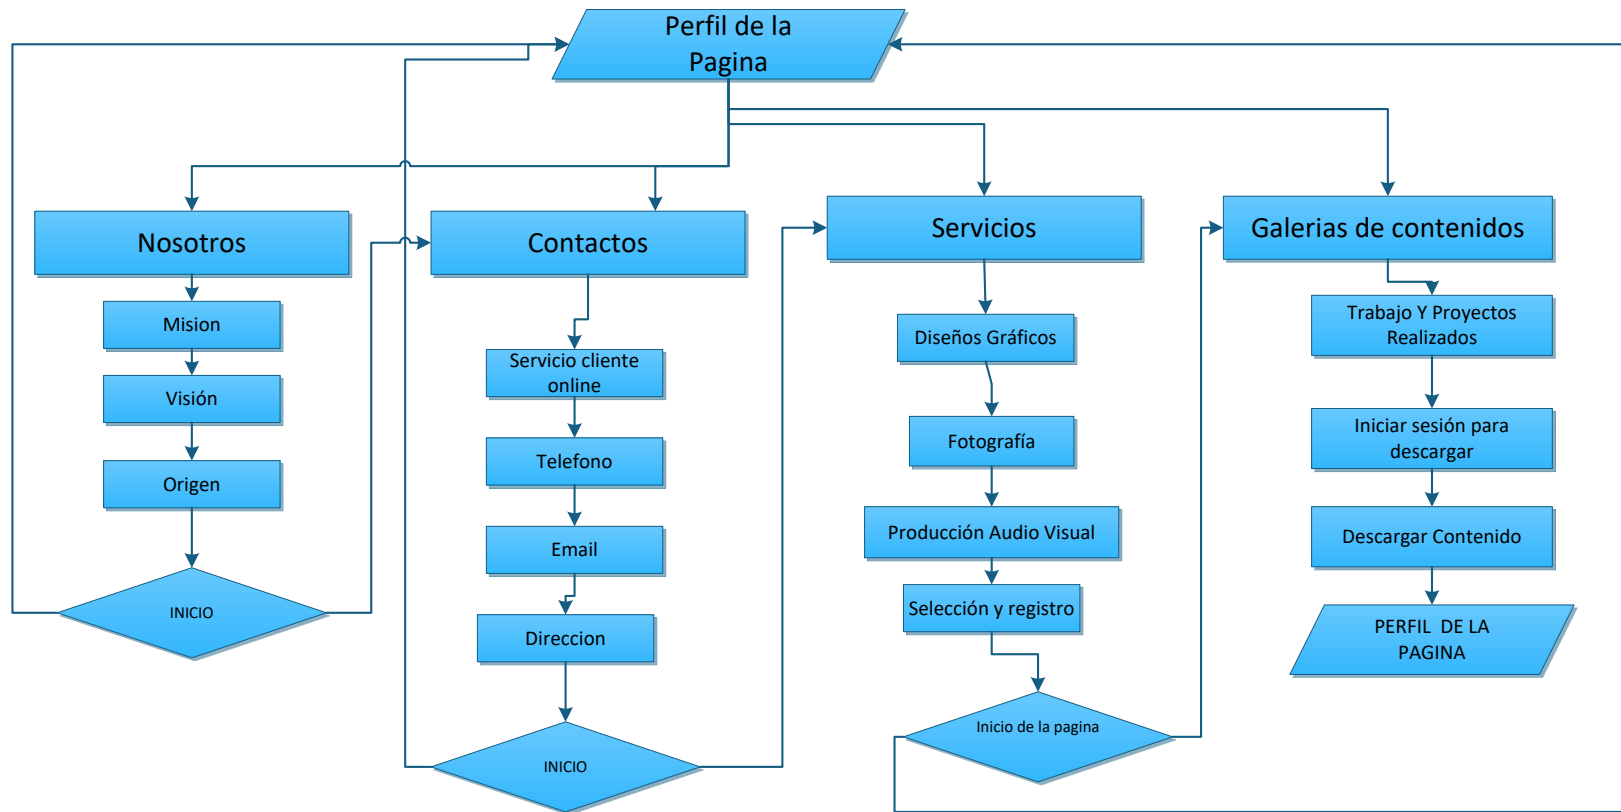 Perfil de la
Pagina
Nosotros
Mision
Visión
Origen
INICIO
Contactos
Servicio cliente
online
Telefono
Email
Direccion
INICIO
Servicios
Diseños Gráficos
Fotografía
Producción Audio Visual
Selección y registro
Inicio de la pagina
Galerias de contenidos
Trabajo Y Proyectos
Realizados
Iniciar sesión para
descargar
Descargar Contenido
PERFIL DE LA
PAGINA